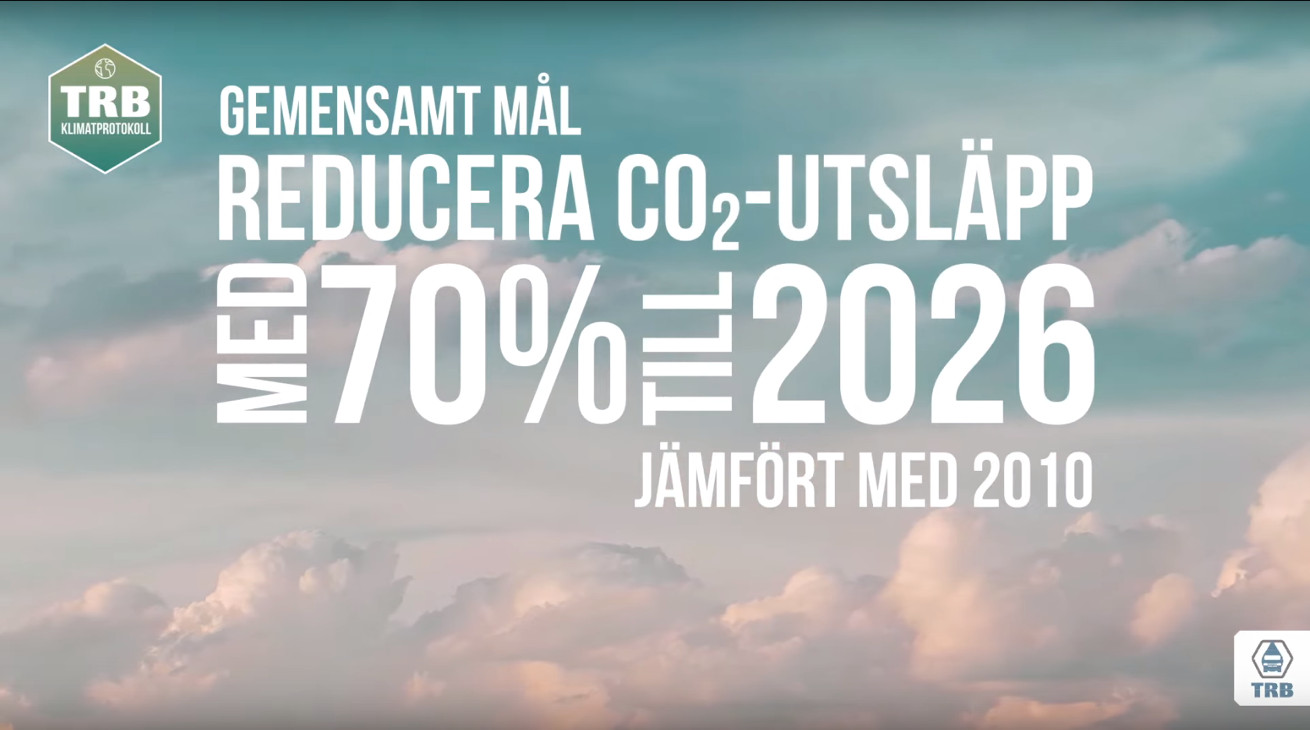 TRB
KLIMATPROTOKOLL
GEMENSAMT MÅL
REDUCERA CO₂-UTSLÄPP
MED 70% TILL 2026
JÄMFÖRT MED 2010
TRB